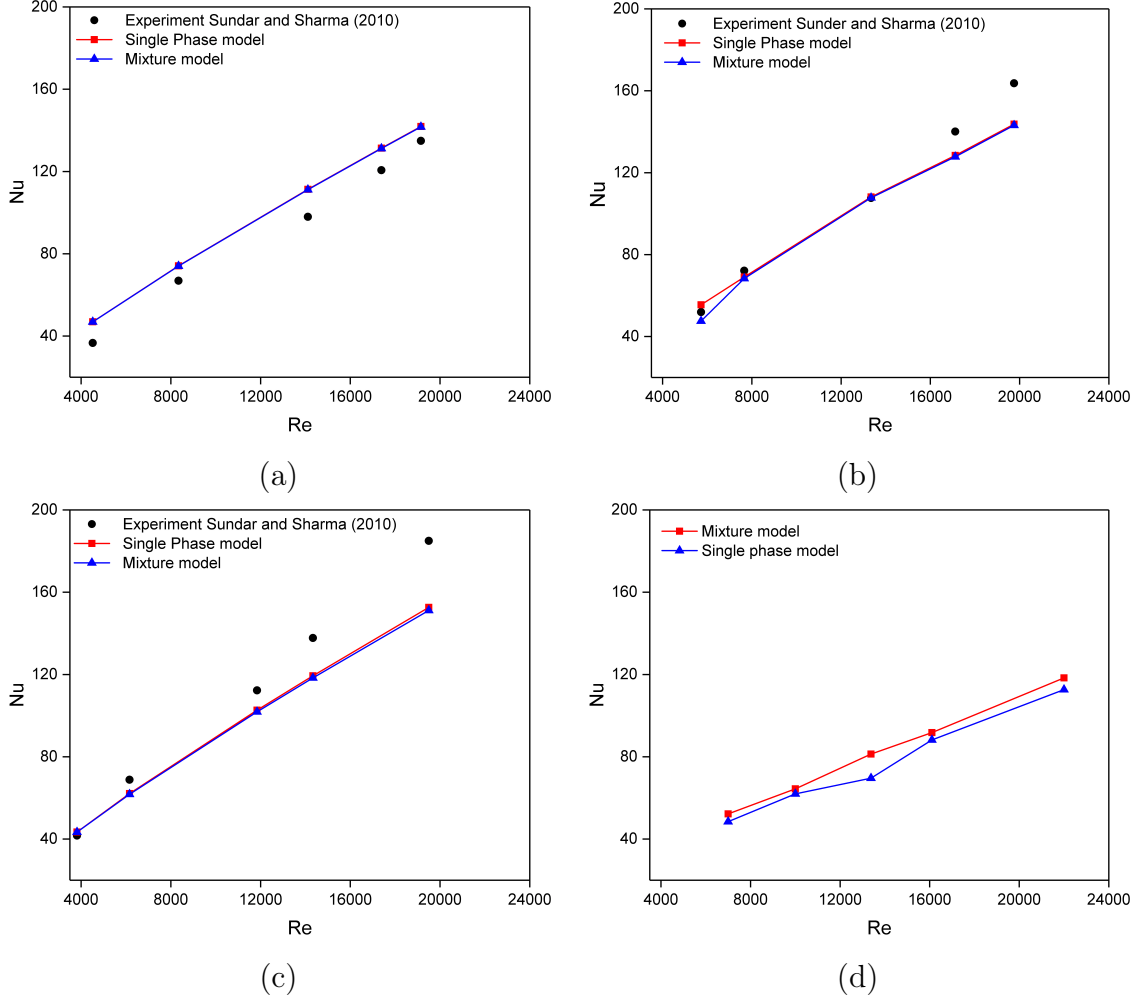 200
160
120
80
40
Nu
Experiment Sundar and Sharma (2010)
Single Phase model
Mixture model
4000 8000 12000 16000 20000 24000
Re
(a)
200
160
120
80
40
Nu
Experiment Sunder and Sharma (2010)
Single Phase model
Mixture model
4000 8000 12000 16000 20000 24000
Re
(b)
200
160
120
80
40
Nu
Experiment Sundar and Sharma (2010)
Single Phase model
Mixture model
4000 8000 12000 16000 20000 24000
Re
(c)
200
160
120
80
40
Nu
Mixture model
Single phase model
4000 8000 12000 16000 20000 24000
Re
(d)